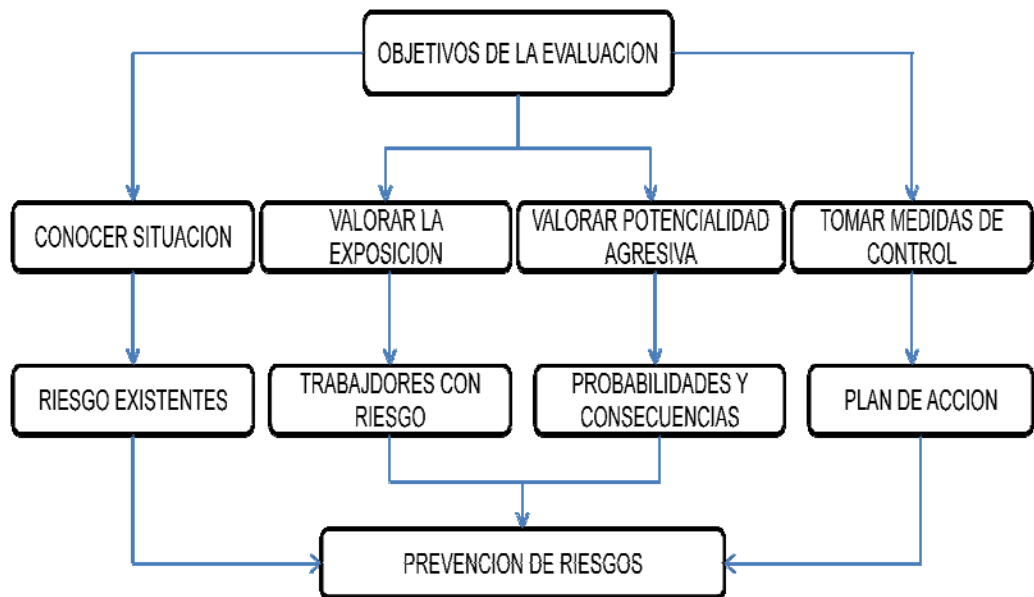 OBJETIVOS DE LA EVALUACION
CONOCER SITUACION
VALORAR LA
EXPOSICION
VALORAR POTENCIALIDAD
AGRESIVA
TOMAR MEDIDAS DE
CONTROL
RIESGO EXISTENTES
TRABAJDORES CON
RIESGO
PROBABILIDADES Y
CONSECUENCIAS
PLAN DE ACCION
PREVENCION DE RIESGOS